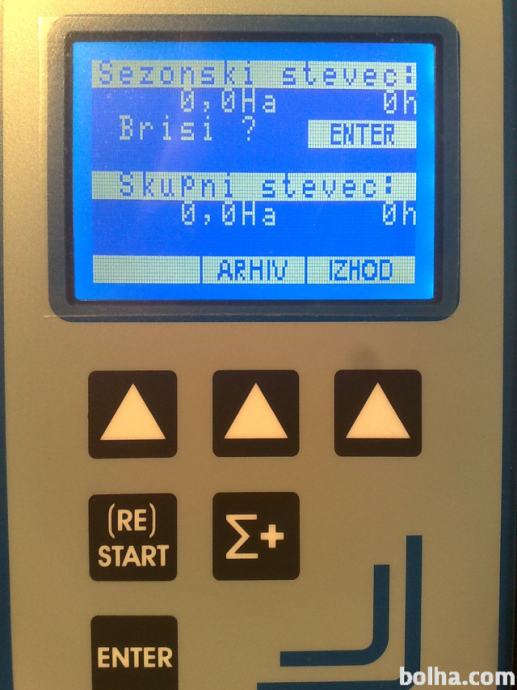 Sezonski stevec:
0,0Ha 0h
Brisi ? ENTER
Skupni stevec:
0,0Ha 0h
ARHIV IZHOD
(RE) START
Σ+
ENTER
bolha.com